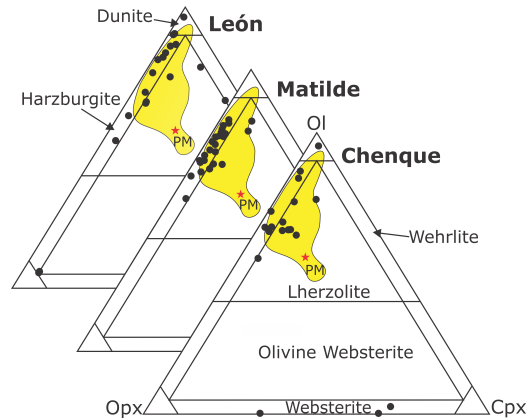 Dunite
León
Harzburgite
PM
Matilde
PM
Ol
Chenque
Wehrlite
PM
Lherzolite
Olivine Websterite
Opx
Websterite
Cpx